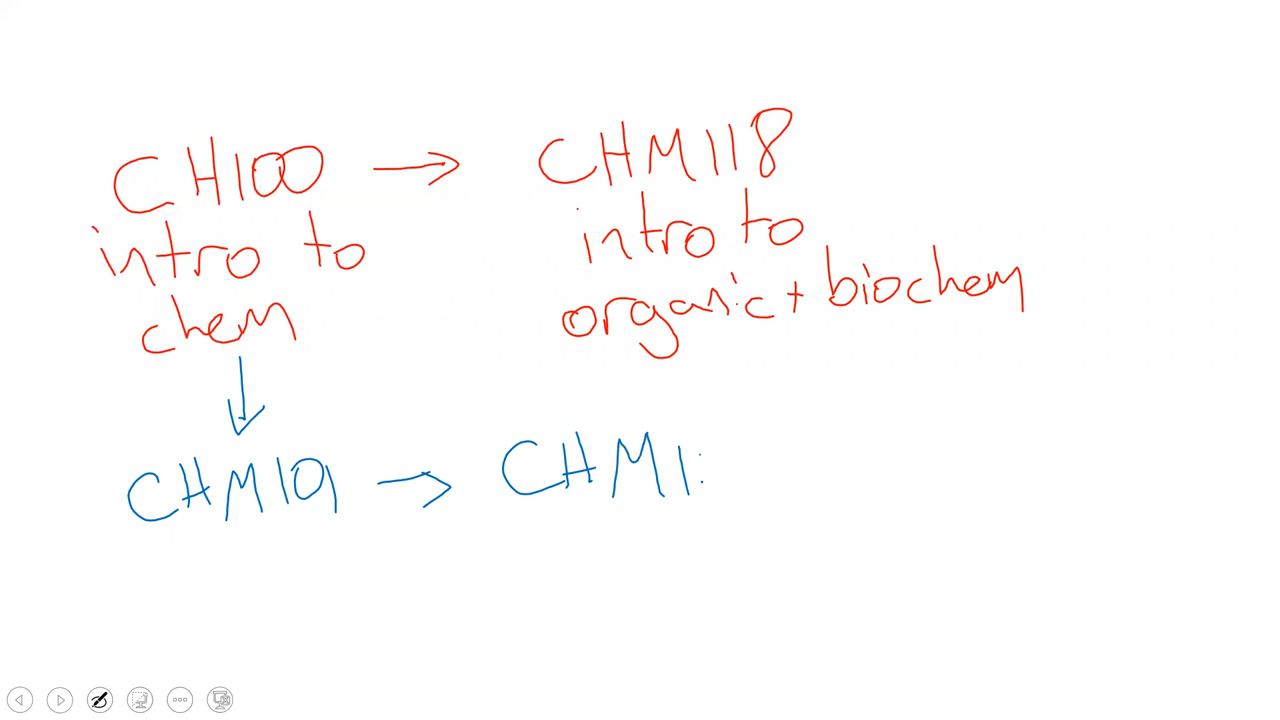 CH100 → CHM118
intro to
chem
intro to
organic + biochem
CHM101 → CHM1